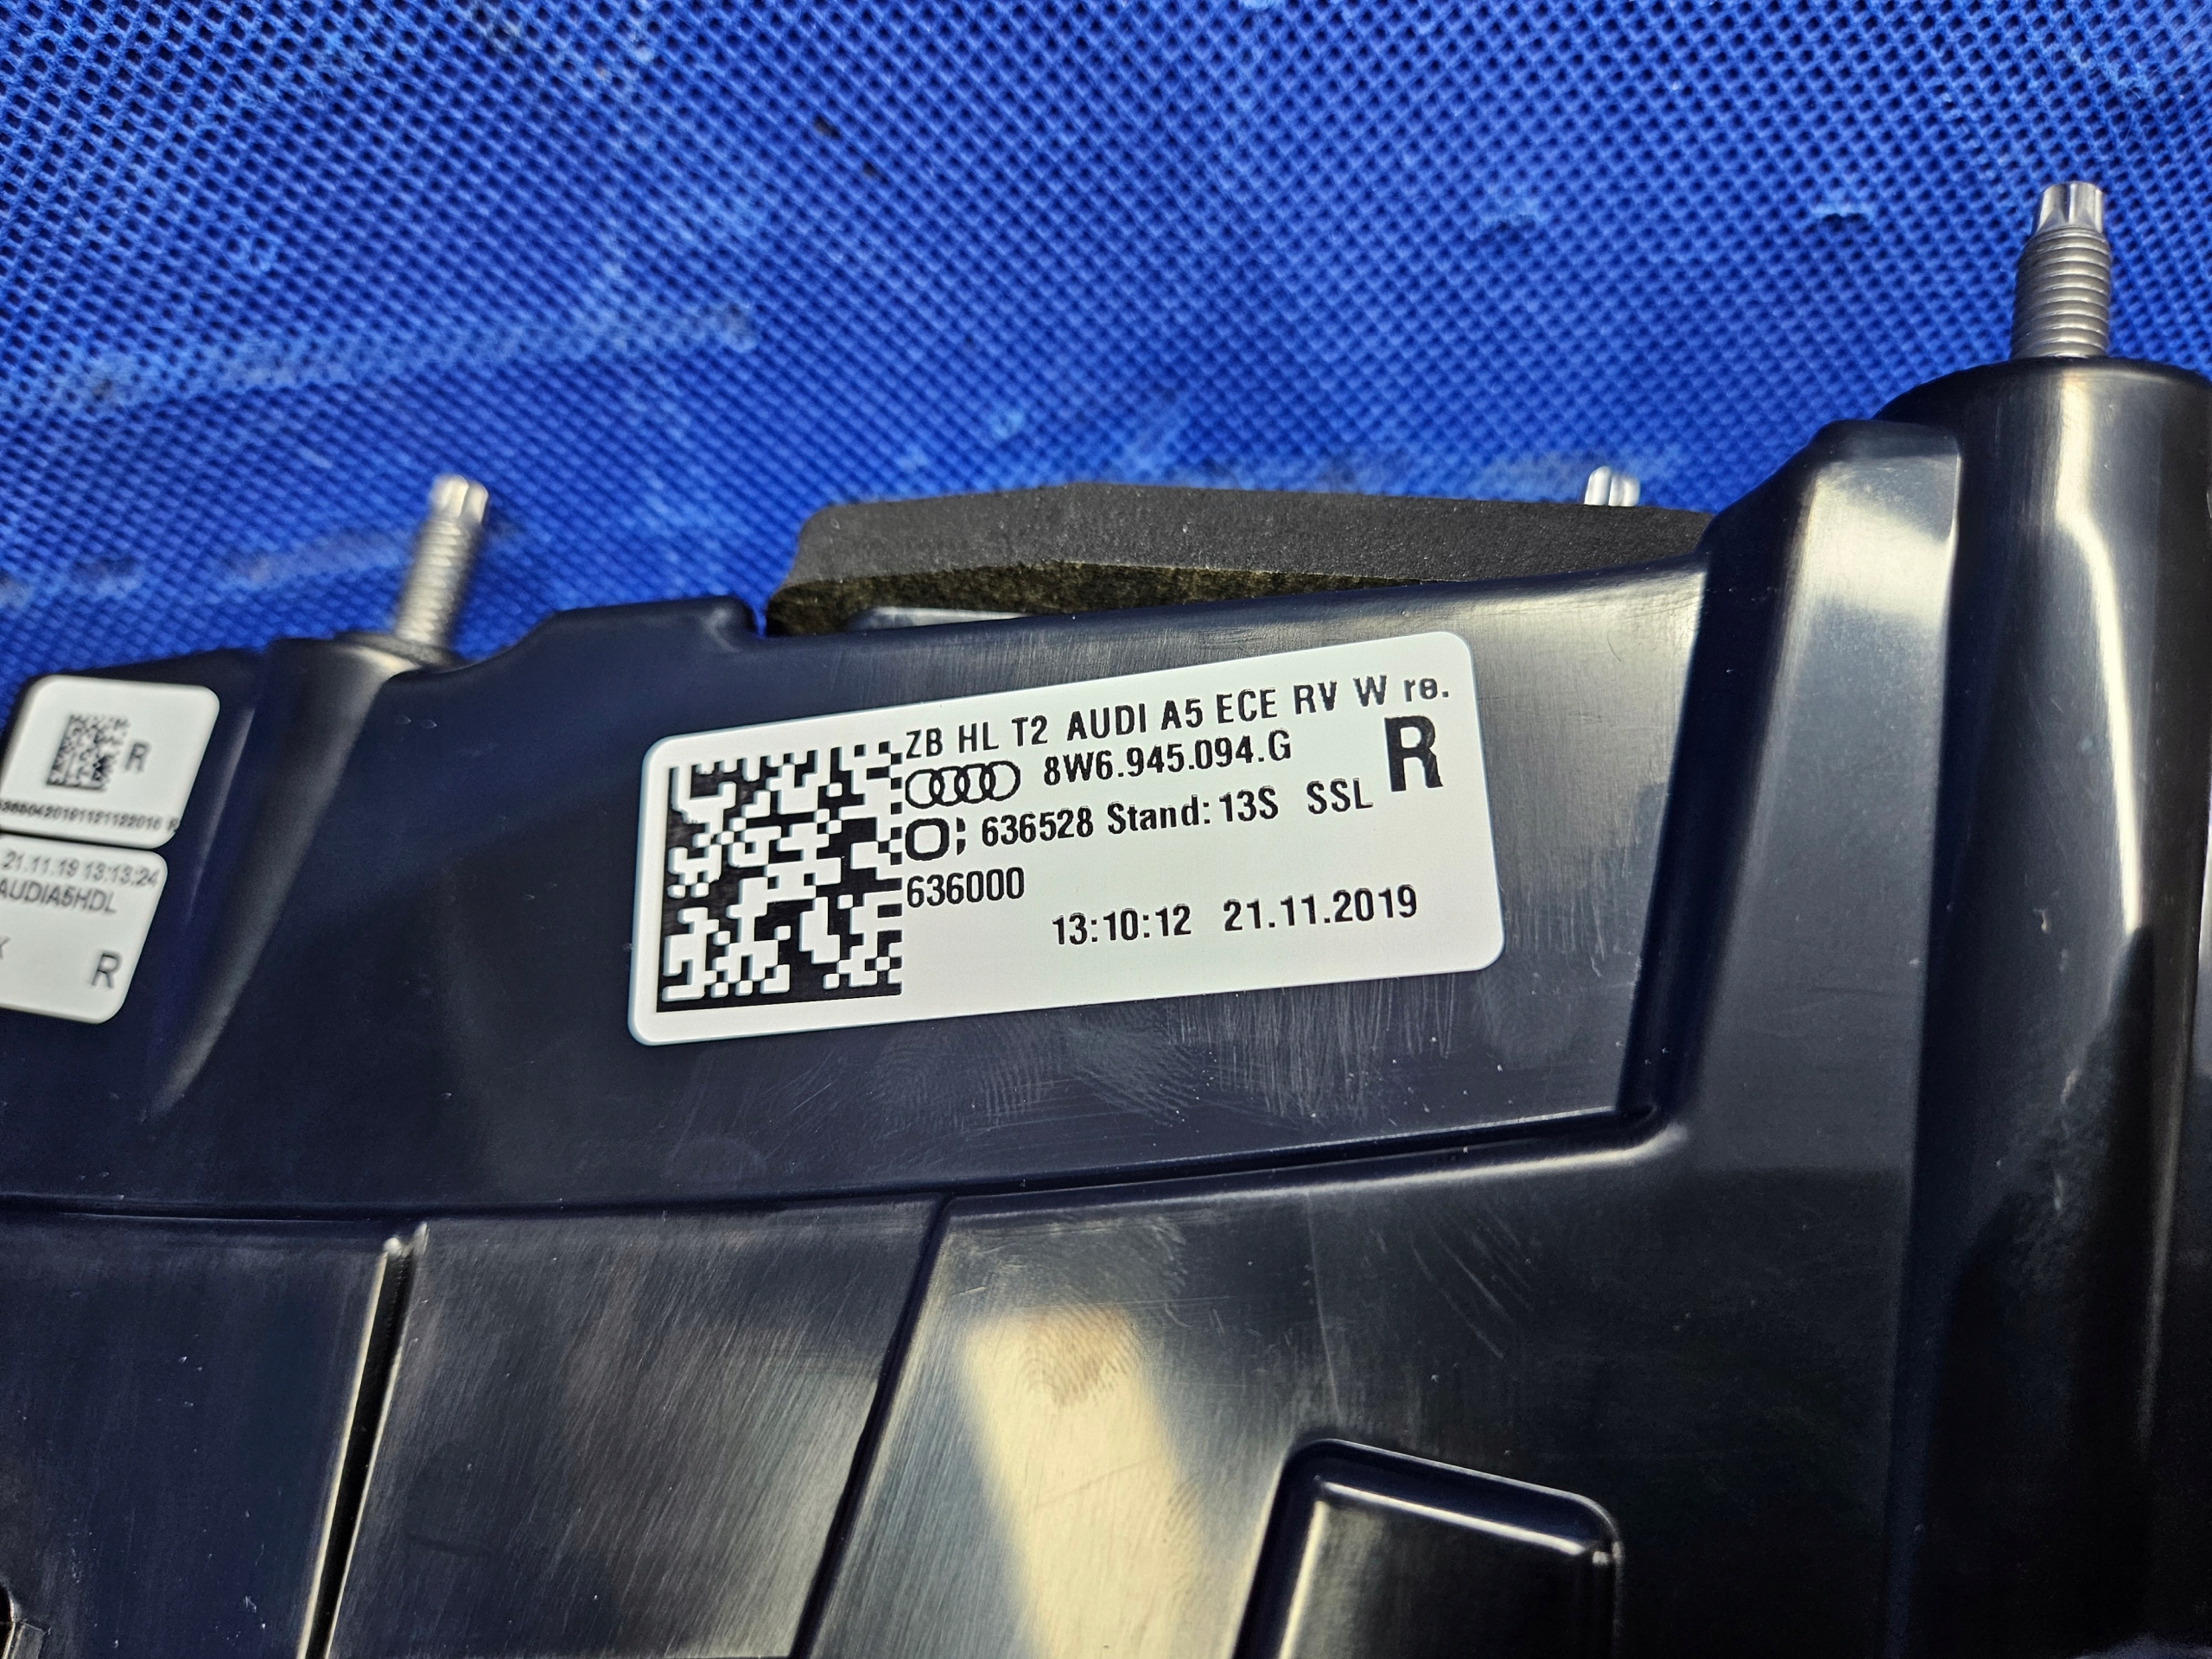 ZB HL T2 AUDI A5 ECE RV W re.
8W6.945.094.G
R
636528 Stand: 13S SSL
636000
13:10:12 21.11.2019
R
21.11.19 13:13:24
AUDIA5HDL
R